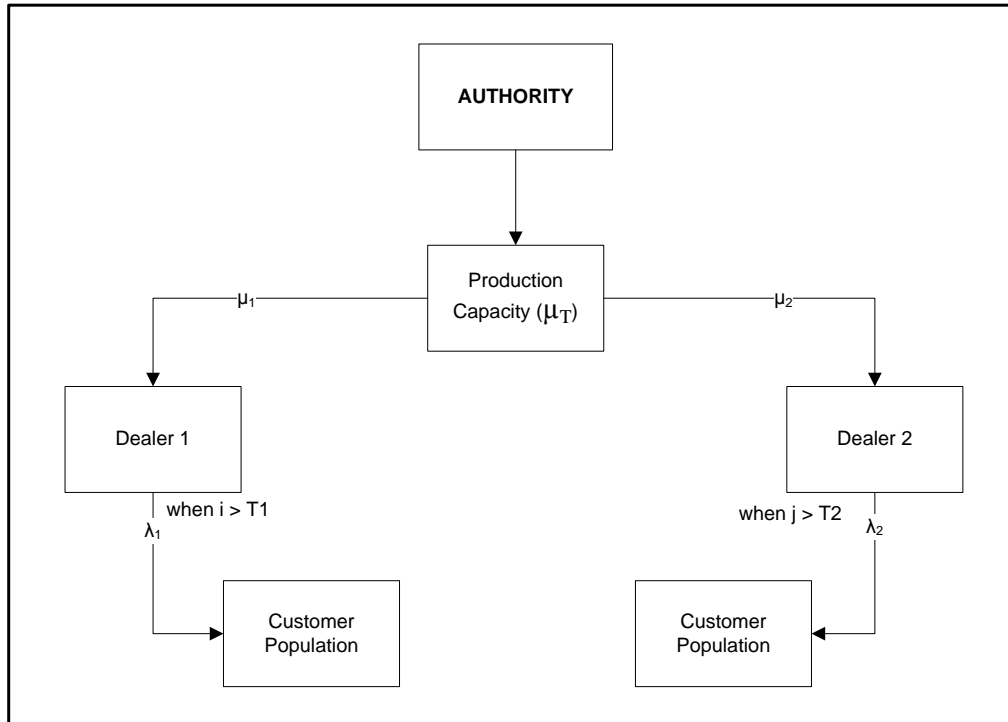 AUTHORITY
Production
Capacity (μT)
μ₁
μ₂
Dealer 1
Dealer 2
when i > T1
when j > T2
λ₁
λ₂
Customer
Population
Customer
Population